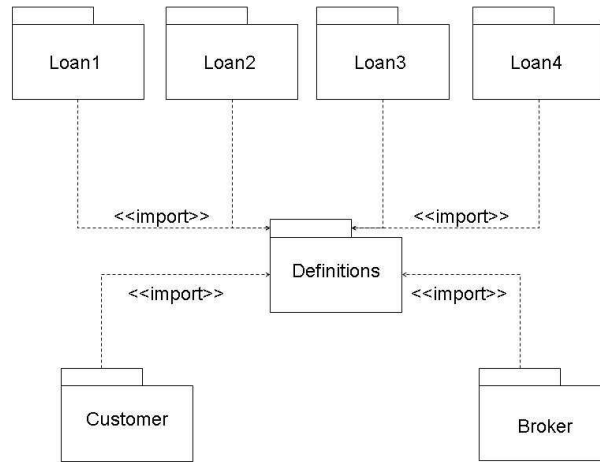 Loan1
Loan2
Loan3
Loan4
<<import>>
<<import>>
Definitions
<<import>>
<<import>>
Customer
Broker